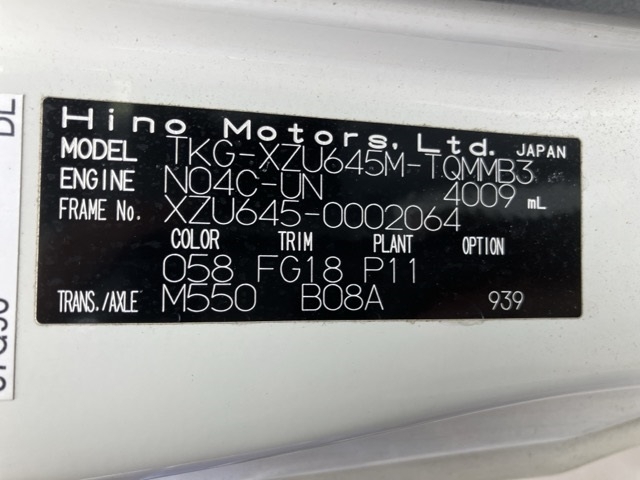 Hino Motors, Ltd. JAPAN
MODEL TKG-XZU645M-TQMMB3
ENGINE N04C-UN 4009 mL
FRAME No. XZU645-0002064
COLOR TRIM PLANT OPTION
058 FG18 P11
TRANS./AXLE M550 B08A 939